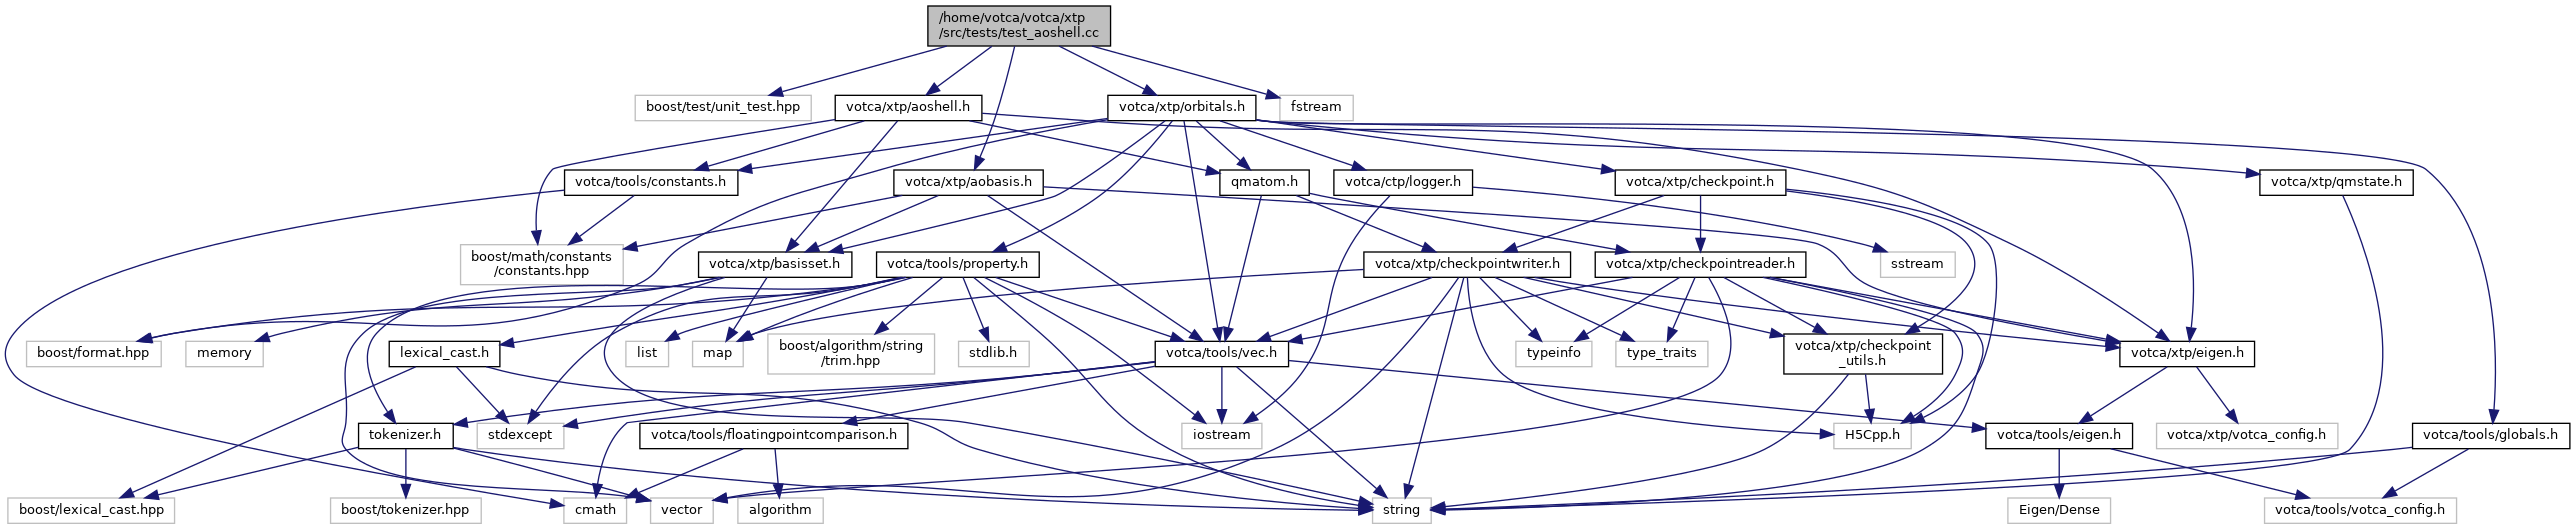 /home/votca/votca/xtp
/src/tests/test_aoshell.cc
boost/test/unit_test.hpp
votca/xtp/aoshell.h
votca/xtp/orbitals.h
fstream
votca/tools/constants.h
votca/xtp/aobasis.h
qmatom.h
votca/ctp/logger.h
votca/xtp/checkpoint.h
votca/xtp/qmstate.h
boost/math/constants
/constants.hpp
votca/xtp/basisset.h
votca/tools/property.h
votca/xtp/checkpointwriter.h
votca/xtp/checkpointreader.h
sstream
boost/format.hpp
memory
lexical_cast.h
list
map
boost/algorithm/string
/trim.hpp
stdlib.h
votca/tools/vec.h
typeinfo
type_traits
votca/xtp/checkpoint
_utils.h
votca/xtp/eigen.h
tokenizer.h
stdexcept
votca/tools/floatingpointcomparison.h
iostream
H5Cpp.h
votca/tools/eigen.h
votca/xtp/votca_config.h
votca/tools/globals.h
boost/lexical_cast.hpp
boost/tokenizer.hpp
cmath
vector
algorithm
string
Eigen/Dense
votca/tools/votca_config.h